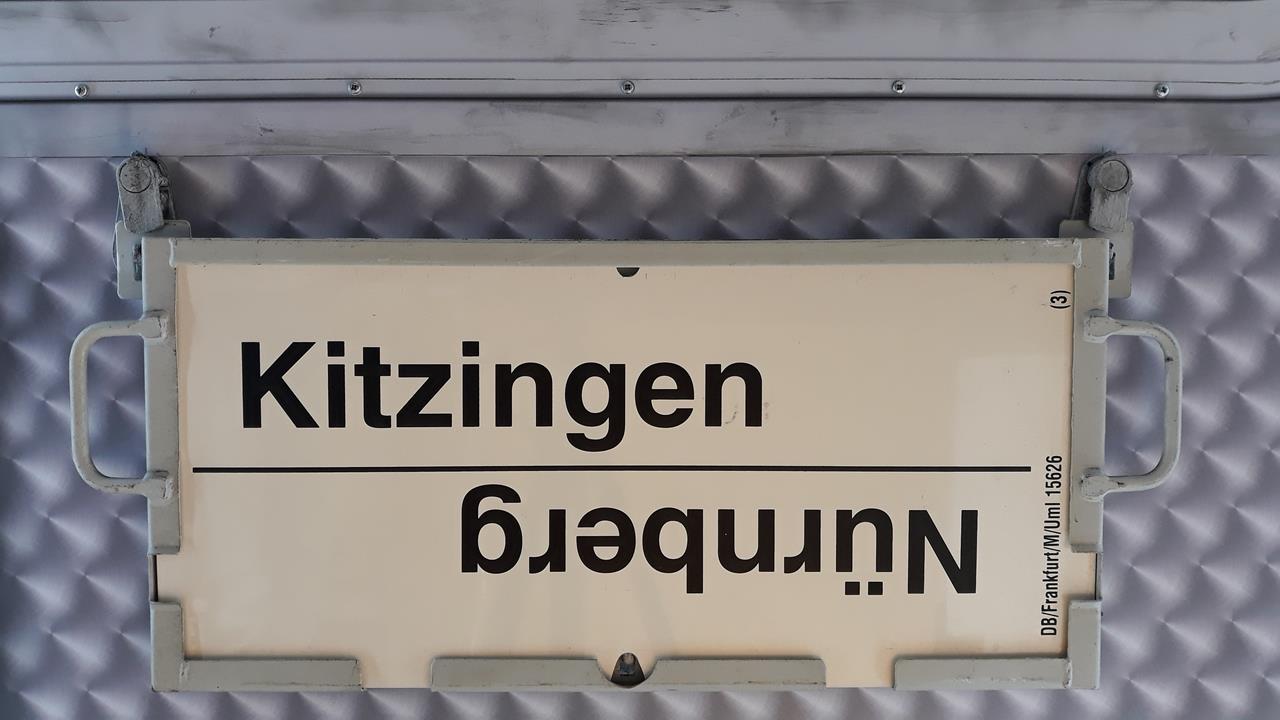 Kitzingen
Nürnberg
DB/Frankfurt/M/Uml 15626
(3)